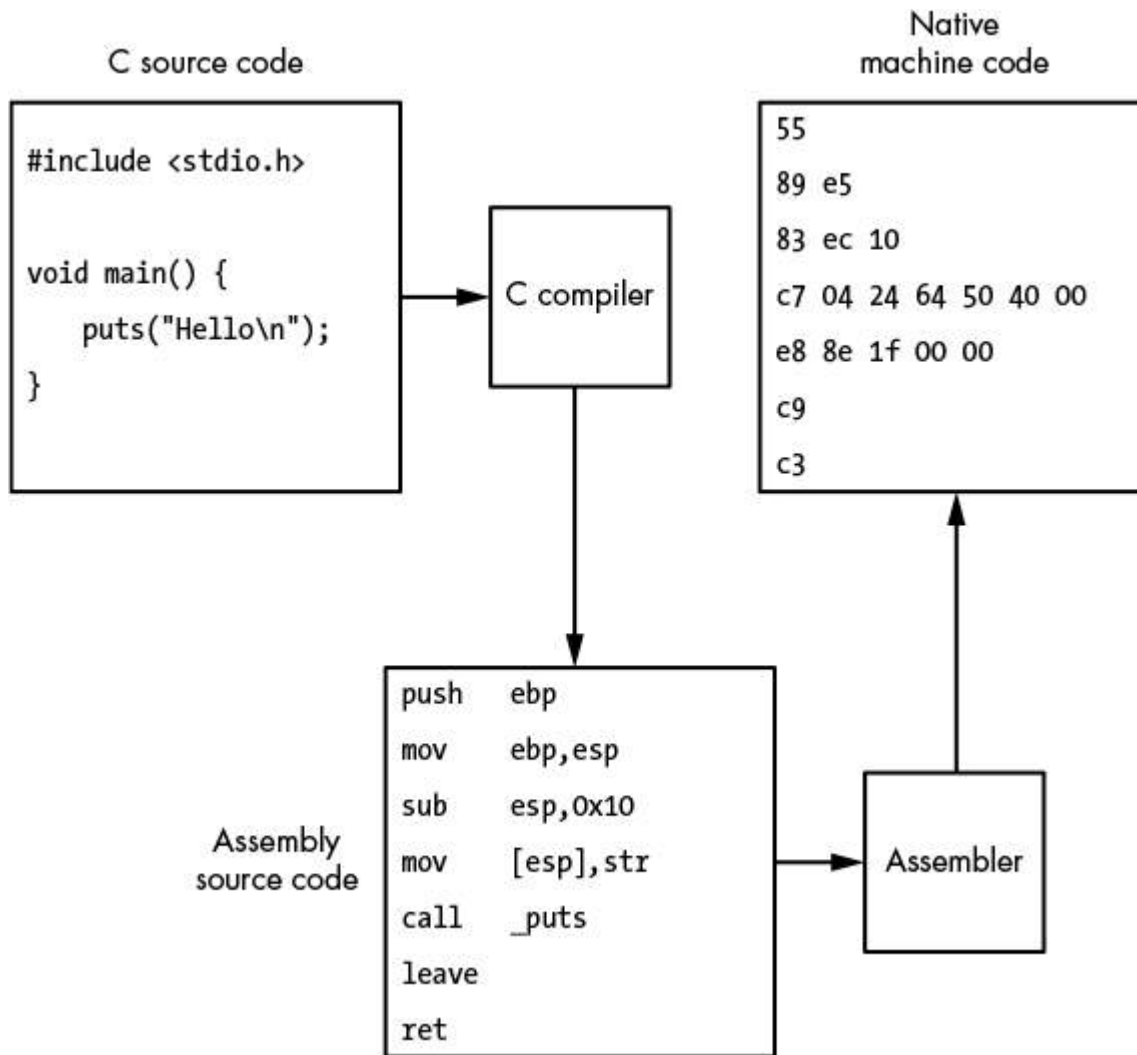 C source code
#include <stdio.h>
void main() {
    puts("Hello\n");
}
C compiler
Assembly
source code
push   ebp
mov    ebp,esp
sub    esp,0x10
mov    [esp],str
call   _puts
leave
ret
Assembler
Native
machine code
55
89 e5
83 ec 10
c7 04 24 64 50 40 00
e8 8e 1f 00 00
c9
c3